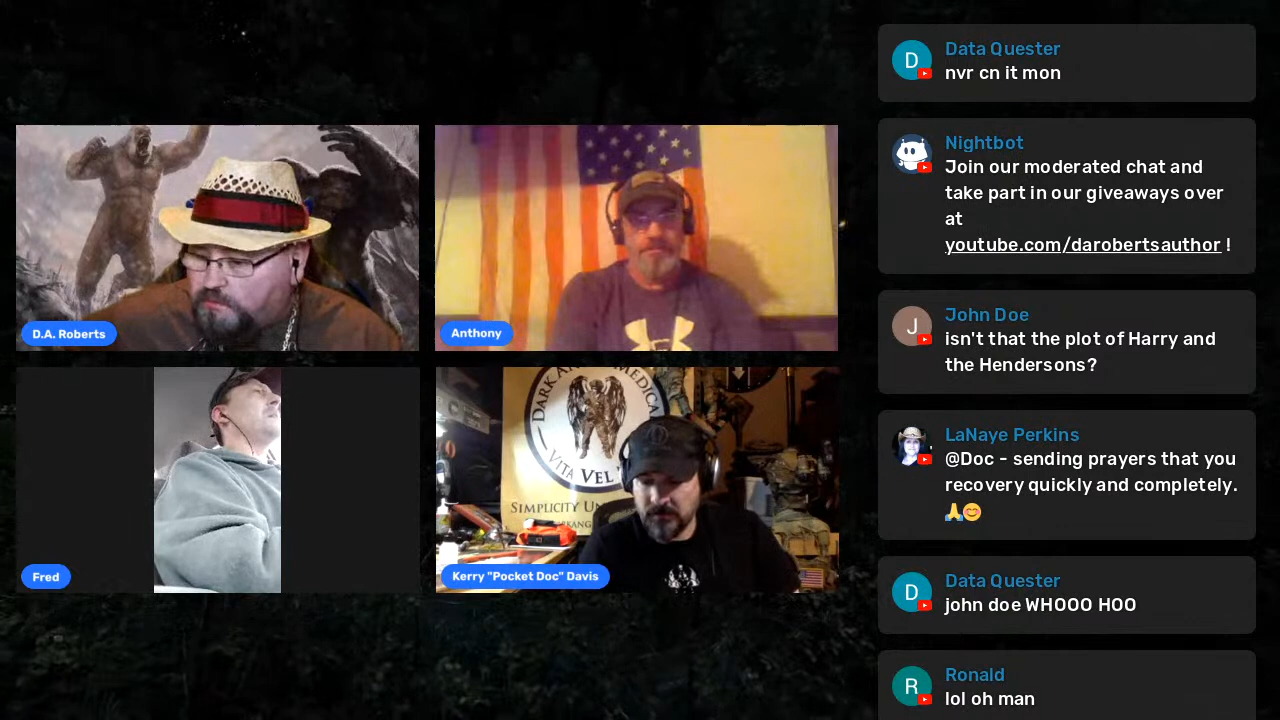 D.A. Roberts
Anthony
DARK
MEDICA
VITA VEL
SIMPLICITY
Fred
Kerry "Pocket Doc" Davis
D
Data Quester
nvr cn it mon
Nightbot
Join our moderated chat and
take part in our giveaways over
at
youtube.com/darobertsauthor !
J
John Doe
isn't that the plot of Harry and
the Hendersons?
LaNaye Perkins
@Doc - sending prayers that you
recovery quickly and completely.
🙏😊
D
Data Quester
john doe WHOOO HOO
R
Ronald
lol oh man